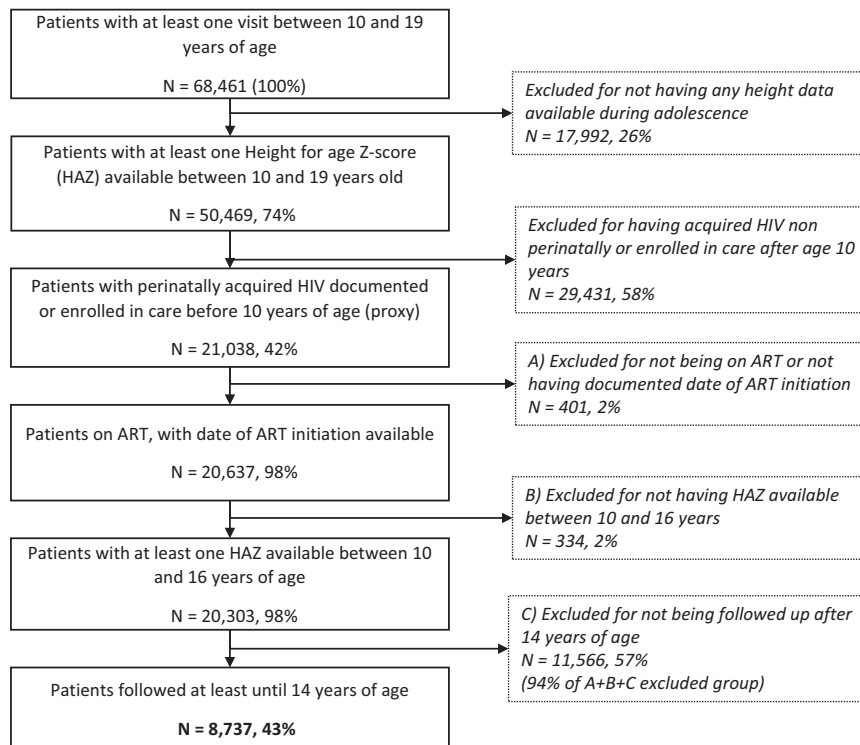 Patients with at least one visit between 10 and 19
years of age
N = 68,461 (100%)
Excluded for not having any height data
available during adolescence
N = 17,992, 26%
Patients with at least one Height for age Z-score
(HAZ) available between 10 and 19 years old
N = 50,469, 74%
Excluded for having acquired HIV non
perinatally or enrolled in care after age 10
years
N = 29,431, 58%
Patients with perinatally acquired HIV documented
or enrolled in care before 10 years of age (proxy)
N = 21,038, 42%
A) Excluded for not being on ART or not
having documented date of ART initiation
N = 401, 2%
Patients on ART, with date of ART initiation available
N = 20,637, 98%
B) Excluded for not having HAZ available
between 10 and 16 years
N = 334, 2%
Patients with at least one HAZ available between 10
and 16 years of age
N = 20,303, 98%
C) Excluded for not being followed up after
14 years of age
N = 11,566, 57%
(94% of A+B+C excluded group)
Patients followed at least until 14 years of age
N = 8,737, 43%